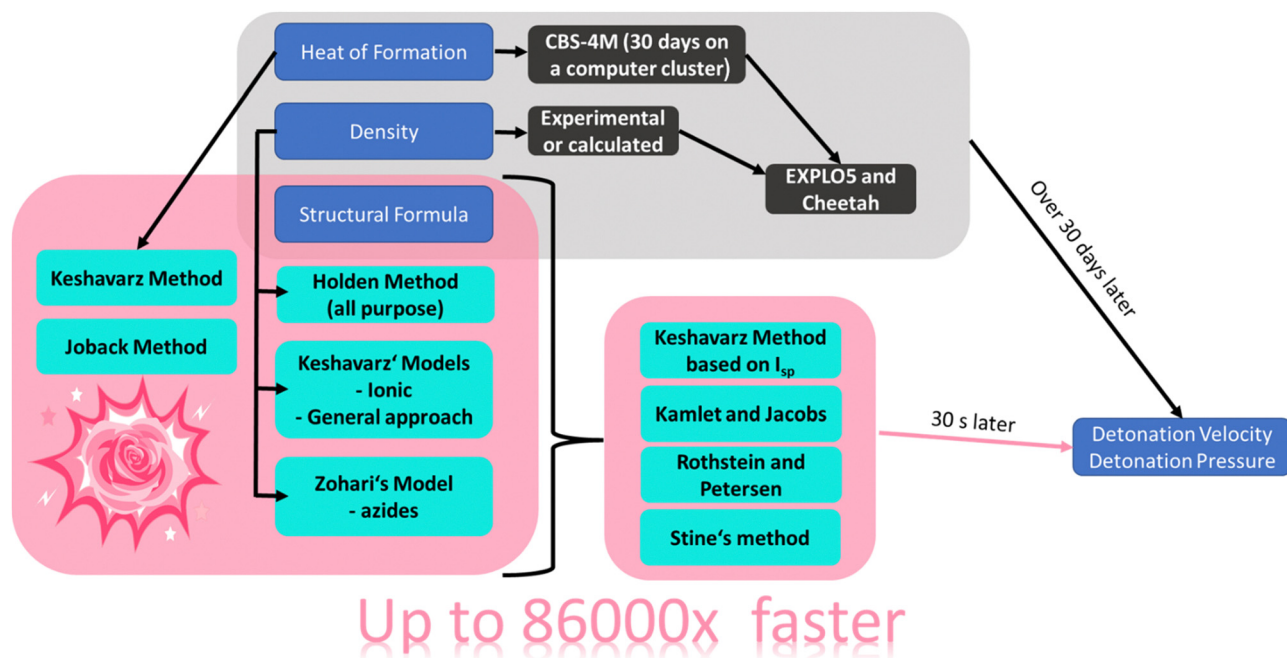 Heat of Formation
CBS-4M (30 days on
a computer cluster)
Density
Experimental
or calculated
EXPLO5 and
Cheetah
Over 30 days later
Structural Formula
Keshavarz Method
Joback Method
Holden Method
(all purpose)
Keshavarz‘ Models
- Ionic
- General approach
Zohari‘s Model
- azides
Keshavarz Method
based on Isp
Kamlet and Jacobs
Rothstein and
Petersen
Stine‘s method
30 s later
Detonation Velocity
Detonation Pressure
Up to 86000x faster